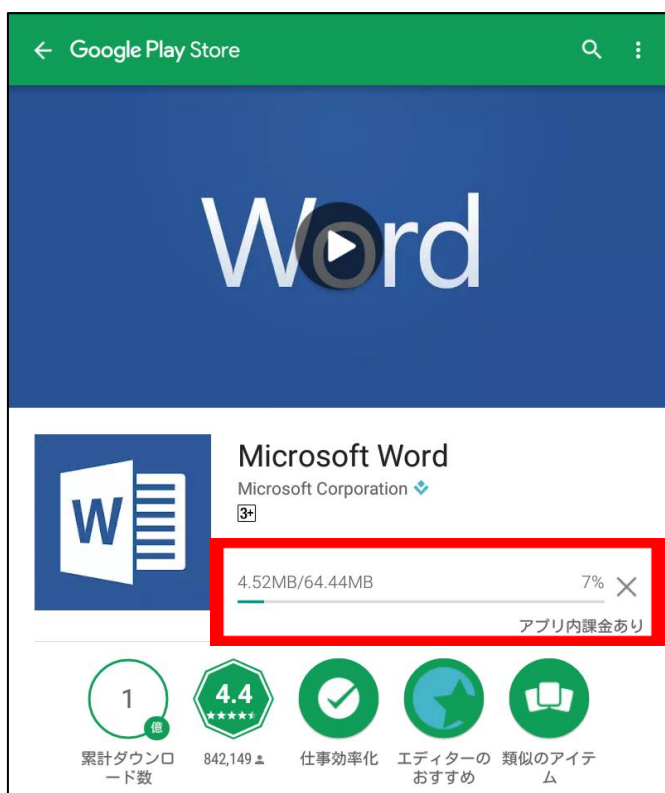 Google Play Store
Word
Microsoft Word
Microsoft Corporation
3+
W
4.52MB/64.44MB 7%
アプリ内課金あり
1
億
4.4
累計ダウンロ
ード数
842,149
仕事効率化
エディターの
おすすめ
類似のアイテ
ム